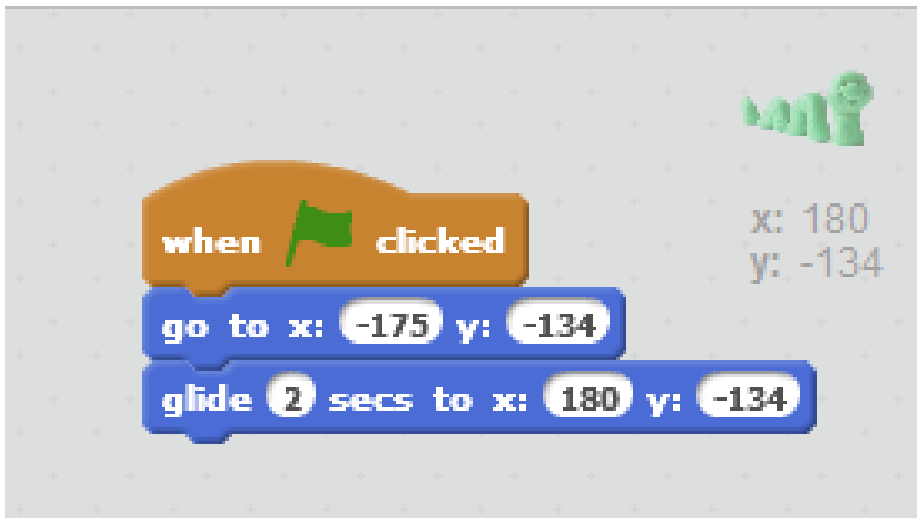 when clicked
go to x: -175 y: -134
glide 2 secs to x: 180 y: -134
x: 180
y: -134